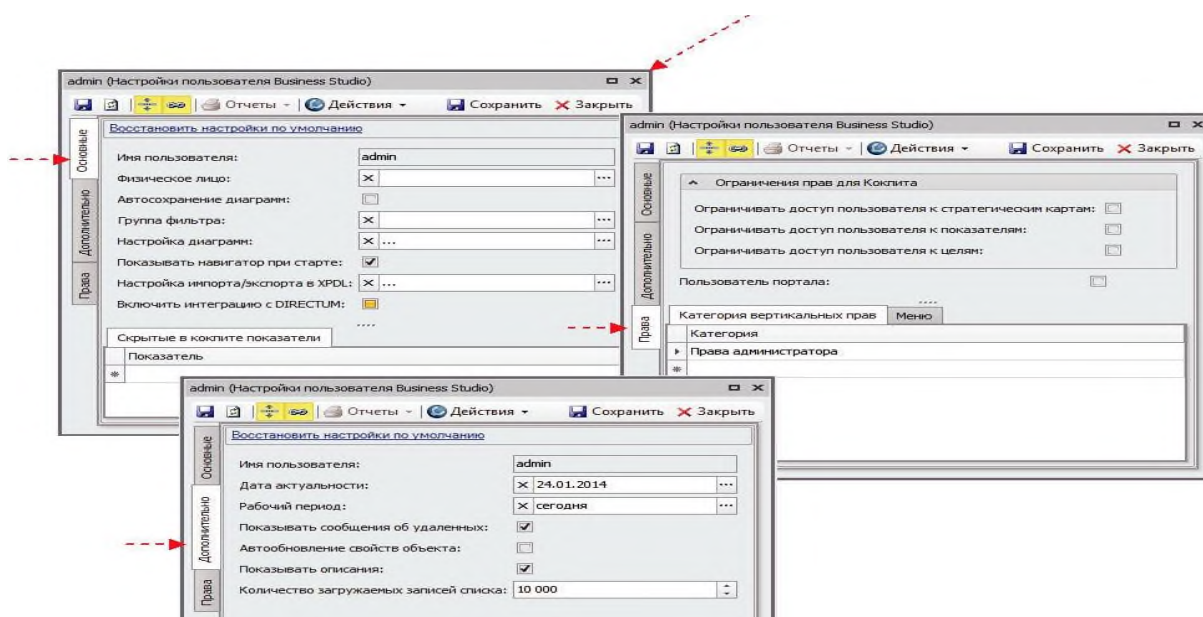 admin (Настройки пользователя Business Studio)
Отчеты Действия Сохранить Закрыть
Основные
Дополнительно
Права
Восстановить настройки по умолчанию
Имя пользователя: admin
Физическое лицо:
Автосохранение диаграмм:
Группа фильтра:
Настройка диаграмм: ...
Показывать навигатор при старте:
Настройка импорта/экспорта в XPDL: ...
Включить интеграцию с DIRECTUM:
Скрытые в кокпите показатели
Показатель
admin (Настройки пользователя Business Studio)
Отчеты Действия Сохранить Закрыть
Основные
Дополнительно
Права
Ограничения прав для Кокпита
Ограничивать доступ пользователя к стратегическим картам:
Ограничивать доступ пользователя к показателям:
Ограничивать доступ пользователя к целям:
Пользователь портала:
Категория вертикальных прав Меню
Категория
Права администратора
admin (Настройки пользователя Business Studio)
Отчеты Действия Сохранить Закрыть
Основные
Дополнительно
Права
Восстановить настройки по умолчанию
Имя пользователя: admin
Дата актуальности: 24.01.2014
Рабочий период: сегодня
Показывать сообщения об удаленных:
Автообновление свойств объекта:
Показывать описания:
Количество загружаемых записей списка: 10 000